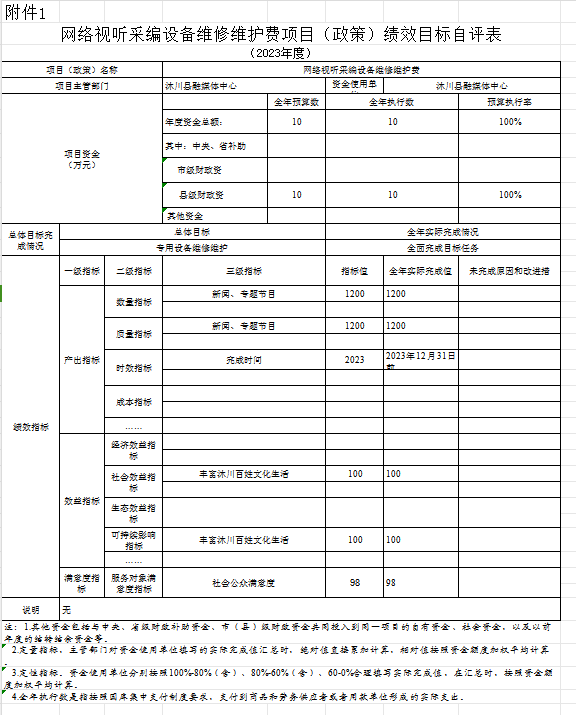 附件1
网络视听采编设备维修维护费项目（政策）绩效目标自评表
（2023年度）
项目（政策）名称 网络视听采编设备维修维护费
项目主管部门 沐川县融媒体中心 资金使用单 沐川县融媒体中心
项目资金
（万元）
全年预算数 全年执行数 预算执行率
年度资金总额： 10 10 100%
其中：中央、省补助
市级财政资
县级财政资 10 10 100%
其他资金
总体目标完成情况
总体目标 全年实际完成情况
专用设备维修维护 全面完成目标任务
绩效指标
一级指标 二级指标 三级指标 指标值 全年实际完成值 未完成原因和改进措
产出指标
数量指标 新闻、专题节目 1200 1200
质量指标 新闻、专题节目 1200 1200
时效指标 完成时间 2023 2023年12月31日前
成本指标
……
效益指标
经济效益指标
社会效益指标 丰富沐川百姓文化生活 100 100
生态效益指标
可持续影响指标 丰富沐川百姓文化生活 100 100
……
满意度指标 服务对象满意度指标 社会公众满意度 98 98
说明 无
注：1.其他资金包括与中央、省级财政补助资金、市（县）级财政资金共同投入到同一项目的自有资金、社会资金，以及以前
年度的结转结余资金等。
2.定量指标，主管部门对资金使用单位填写的实际完成值汇总时，绝对值直接累加计算，相对值按照资金额度加权平均计算
。
3.定性指标，资金使用单位分别按照100%-80%（含）、80%-60%（含）、60-0%合理填写实际完成值，在汇总时，按照资金额
度加权平均计算。
4.全年执行数是指按照国库集中支付制度要求，支付到商品和劳务供应者或者用款单位形成的实际支出。